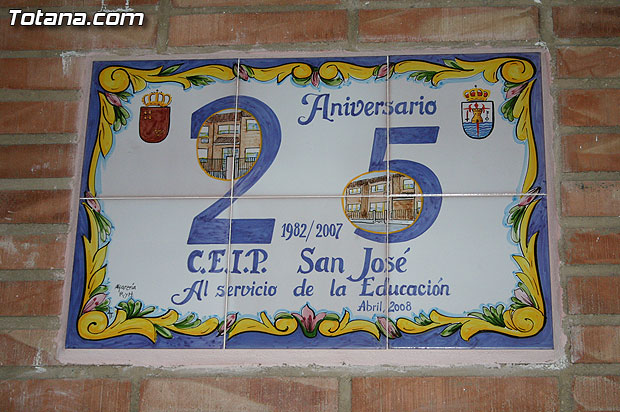 Totana.com
Aniversario
25
1982/2007
C.E.I.P. San José
Al servicio de la Educación
Abril, 2008